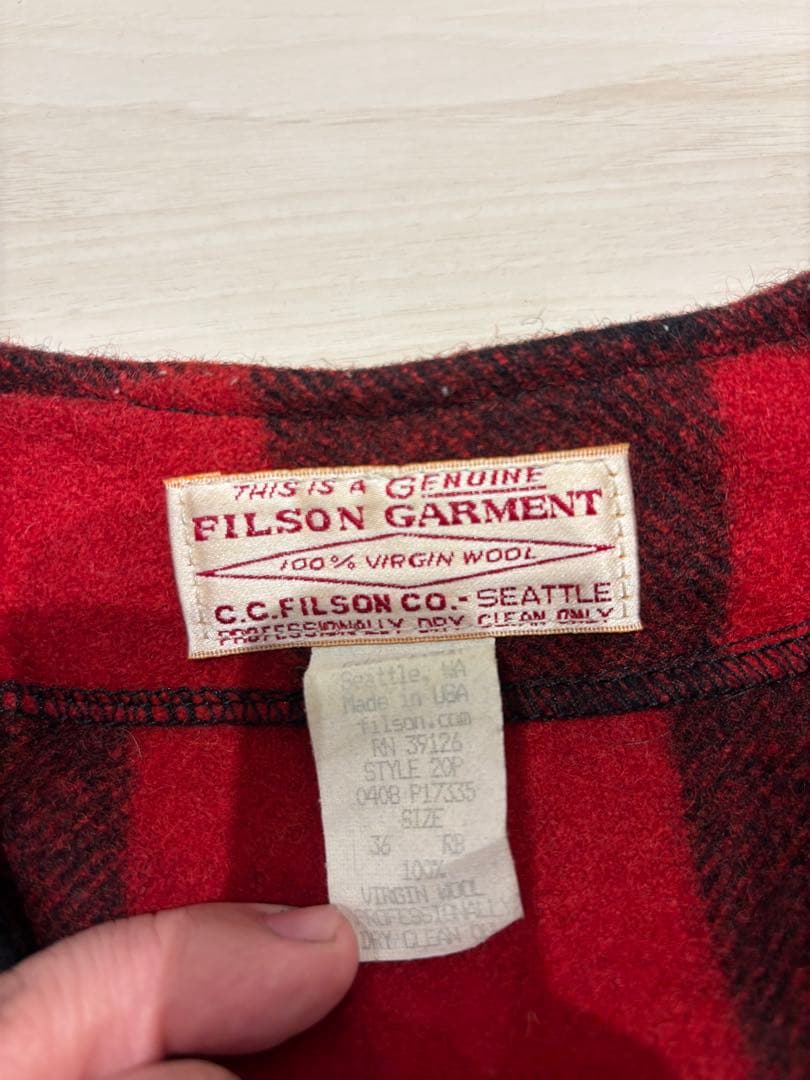 THIS IS A GENUINE
FILSON GARMENT
100% VIRGIN WOOL
C.C.FILSON CO.-SEATTLE
PROFESSIONALLY DRY CLEAN ONLY
Seattle, WA
Made in USA
filson.com
RN 39126
STYLE 20P
0408 P17335
SIZE
36 RB
100%
VIRGIN WOOL
PROFESSIONALLY
DRY CLEAN